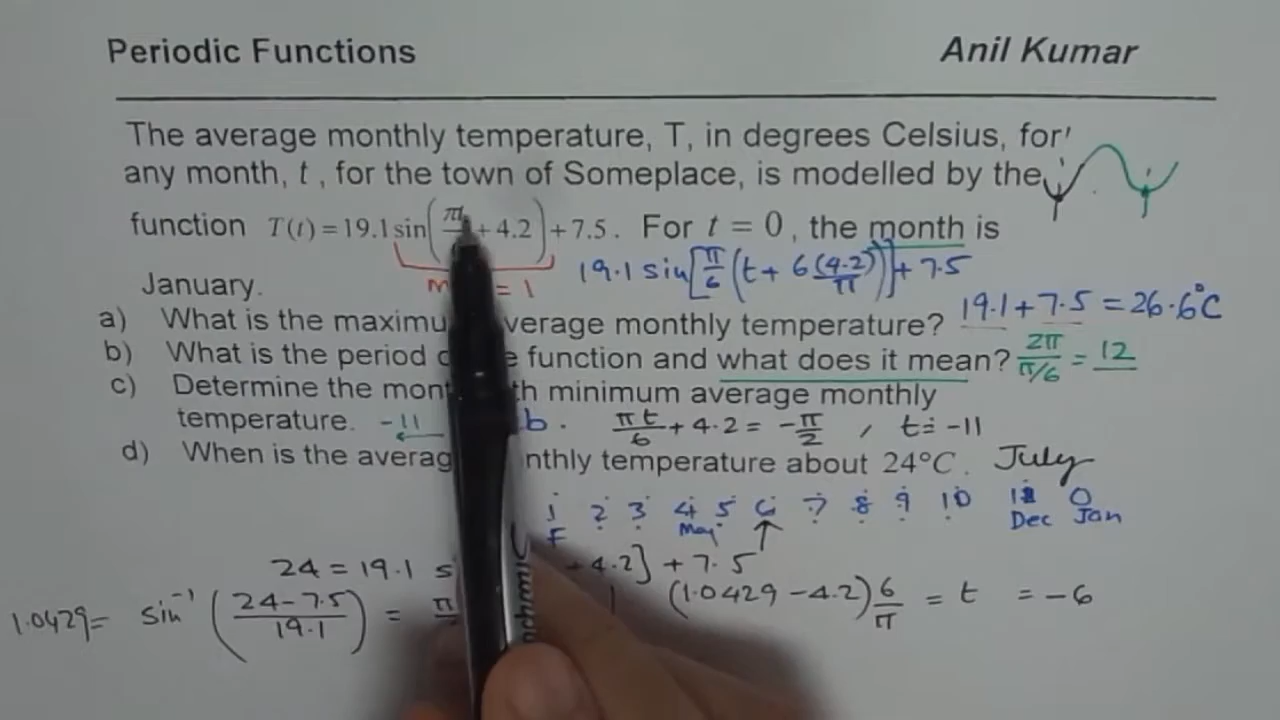 Periodic Functions Anil Kumar
The average monthly temperature, T, in degrees Celsius, for
any month, t , for the town of Someplace, is modelled by the
function T(t) = 19.1 sin( πt + 4.2 ) + 7.5 . For t = 0 , the month is
19.1 sin[π/6 (t + 6(4.2)/π)] + 7.5
January. = 1
19.1 + 7.5 = 26.6°C
a) What is the maximum average monthly temperature?
b) What is the period function and what does it mean? 2π/(π/6) = 12
c) Determine the minimum average monthly
temperature. -11 πt/6 + 4.2 = -π/2 , t ≐ -11
d) When is the monthly temperature about 24°C. July
1 2 3 4 5 6 7 8 9 10 0
F May Dec Jan
24 = 19.1 + 4.2] + 7.5
1.0429 = sin⁻¹ ( (24 - 7.5)/19.1 ) = π (1.0429 - 4.2) 6/π = t = -6